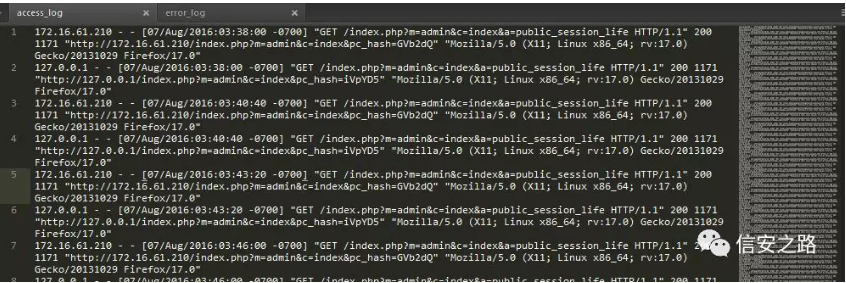 access_log × error_log ×
1 172.16.61.210 - - [07/Aug/2016:03:38:00 -0700] "GET /index.php?m=admin&c=index&a=public_session_life HTTP/1.1" 200
1171 "http://172.16.61.210/index.php?m=admin&c=index&pc_hash=GVb2dQ" "Mozilla/5.0 (X11; Linux x86_64; rv:17.0)
Gecko/20131029 Firefox/17.0"
2 127.0.0.1 - - [07/Aug/2016:03:38:00 -0700] "GET /index.php?m=admin&c=index&a=public_session_life HTTP/1.1" 200 1171
"http://127.0.0.1/index.php?m=admin&c=index&pc_hash=iVpYD5" "Mozilla/5.0 (X11; Linux x86_64; rv:17.0) Gecko/20131029
Firefox/17.0"
3 172.16.61.210 - - [07/Aug/2016:03:40:40 -0700] "GET /index.php?m=admin&c=index&a=public_session_life HTTP/1.1" 200
1171 "http://172.16.61.210/index.php?m=admin&c=index&pc_hash=GVb2dQ" "Mozilla/5.0 (X11; Linux x86_64; rv:17.0)
Gecko/20131029 Firefox/17.0"
4 127.0.0.1 - - [07/Aug/2016:03:40:40 -0700] "GET /index.php?m=admin&c=index&a=public_session_life HTTP/1.1" 200 1171
"http://127.0.0.1/index.php?m=admin&c=index&pc_hash=iVpYD5" "Mozilla/5.0 (X11; Linux x86_64; rv:17.0) Gecko/20131029
Firefox/17.0"
5 172.16.61.210 - - [07/Aug/2016:03:43:20 -0700] "GET /index.php?m=admin&c=index&a=public_session_life HTTP/1.1" 200
1171 "http://172.16.61.210/index.php?m=admin&c=index&pc_hash=GVb2dQ" "Mozilla/5.0 (X11; Linux x86_64; rv:17.0)
Gecko/20131029 Firefox/17.0"
6 127.0.0.1 - - [07/Aug/2016:03:43:20 -0700] "GET /index.php?m=admin&c=index&a=public_session_life HTTP/1.1" 200 1171
"http://127.0.0.1/index.php?m=admin&c=index&pc_hash=iVpYD5" "Mozilla/5.0 (X11; Linux x86_64; rv:17.0) Gecko/20131029
Firefox/17.0"
7 172.16.61.210 - - [07/Aug/2016:03:46:00 -0700] "GET /index.php?m=admin&c=index&a=public_session_life HTTP/1.1"
1171 "http://172.16.61.210/index.php?m=admin&c=index&pc_hash=GVb2dQ" "Mozilla/5.0 (X11; Linux x86_64; rv:17.0)
Gecko/20131029 Firefox/17.0"
8 127.0.0.1 - - [07/Aug/2016:03:46:00 -0700] "GET /index.php?m=admin&c=index&a=public_session_life HTTP/1.1" 200 1171
信安之路